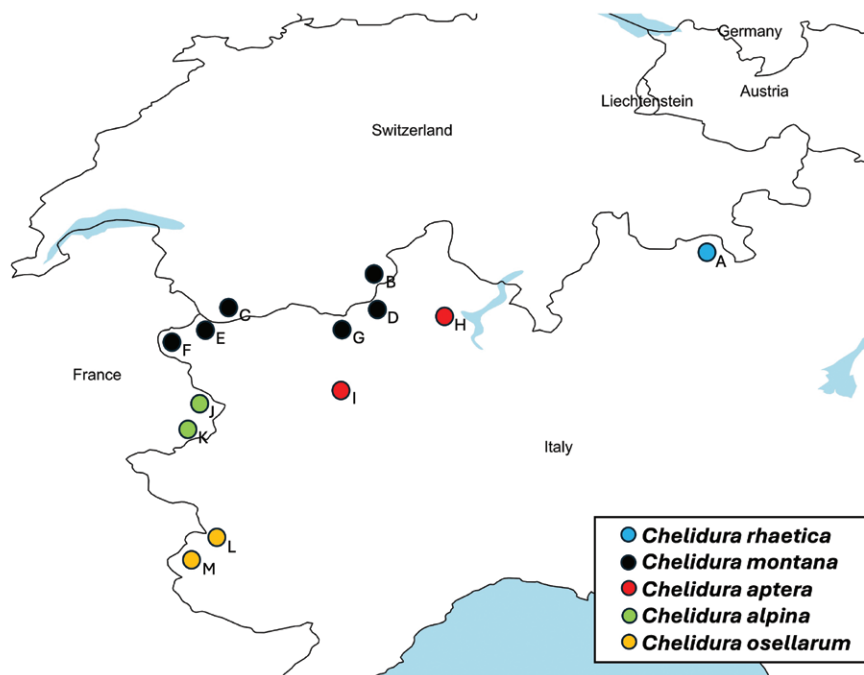 Germany
Austria
Liechtenstein
Switzerland
A
B
C
D
E
G
F
H
France
I
J
K
Italy
L
M
Chelidura rhaetica
Chelidura montana
Chelidura aptera
Chelidura alpina
Chelidura osellarum